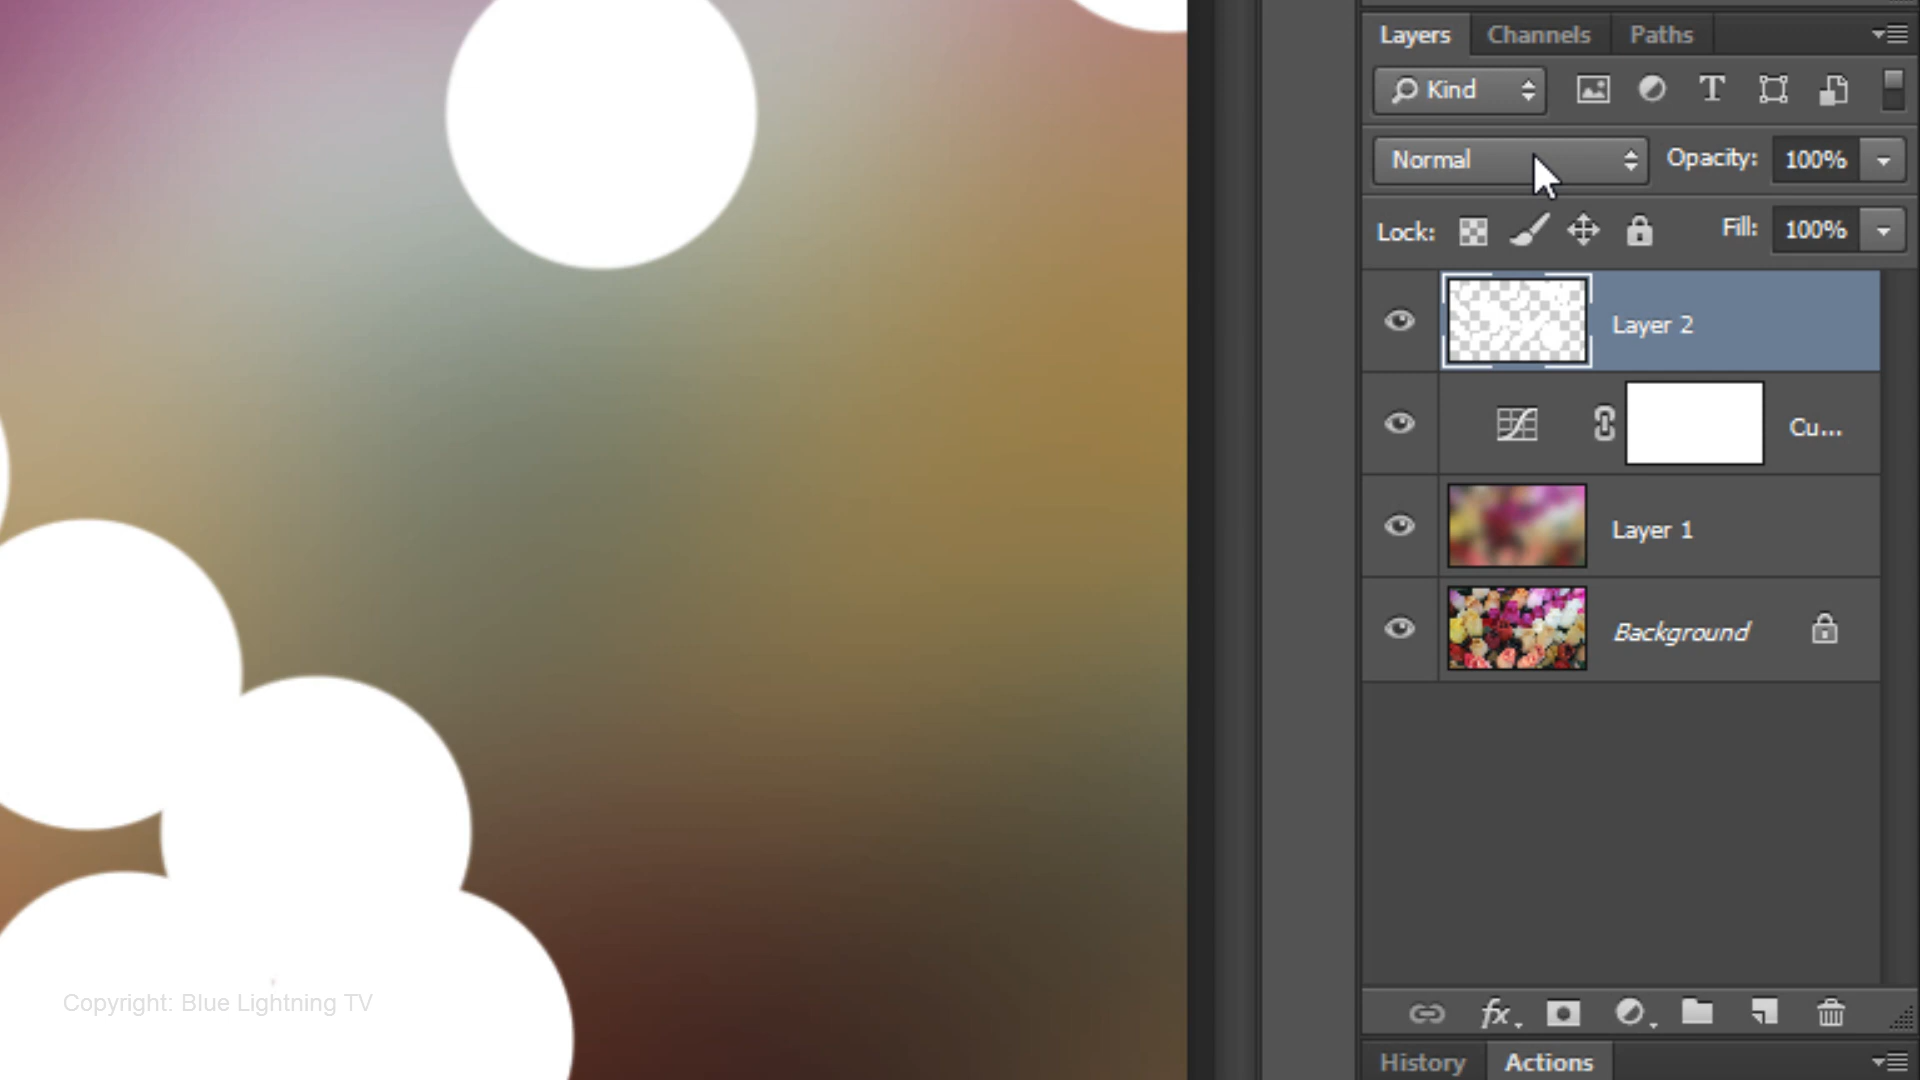 Layers Channels Paths
Kind
Normal Opacity: 100%
Lock: Fill: 100%
Layer 2
Cu...
Layer 1
Background
fx
Copyright: Blue Lightning TV
History Actions